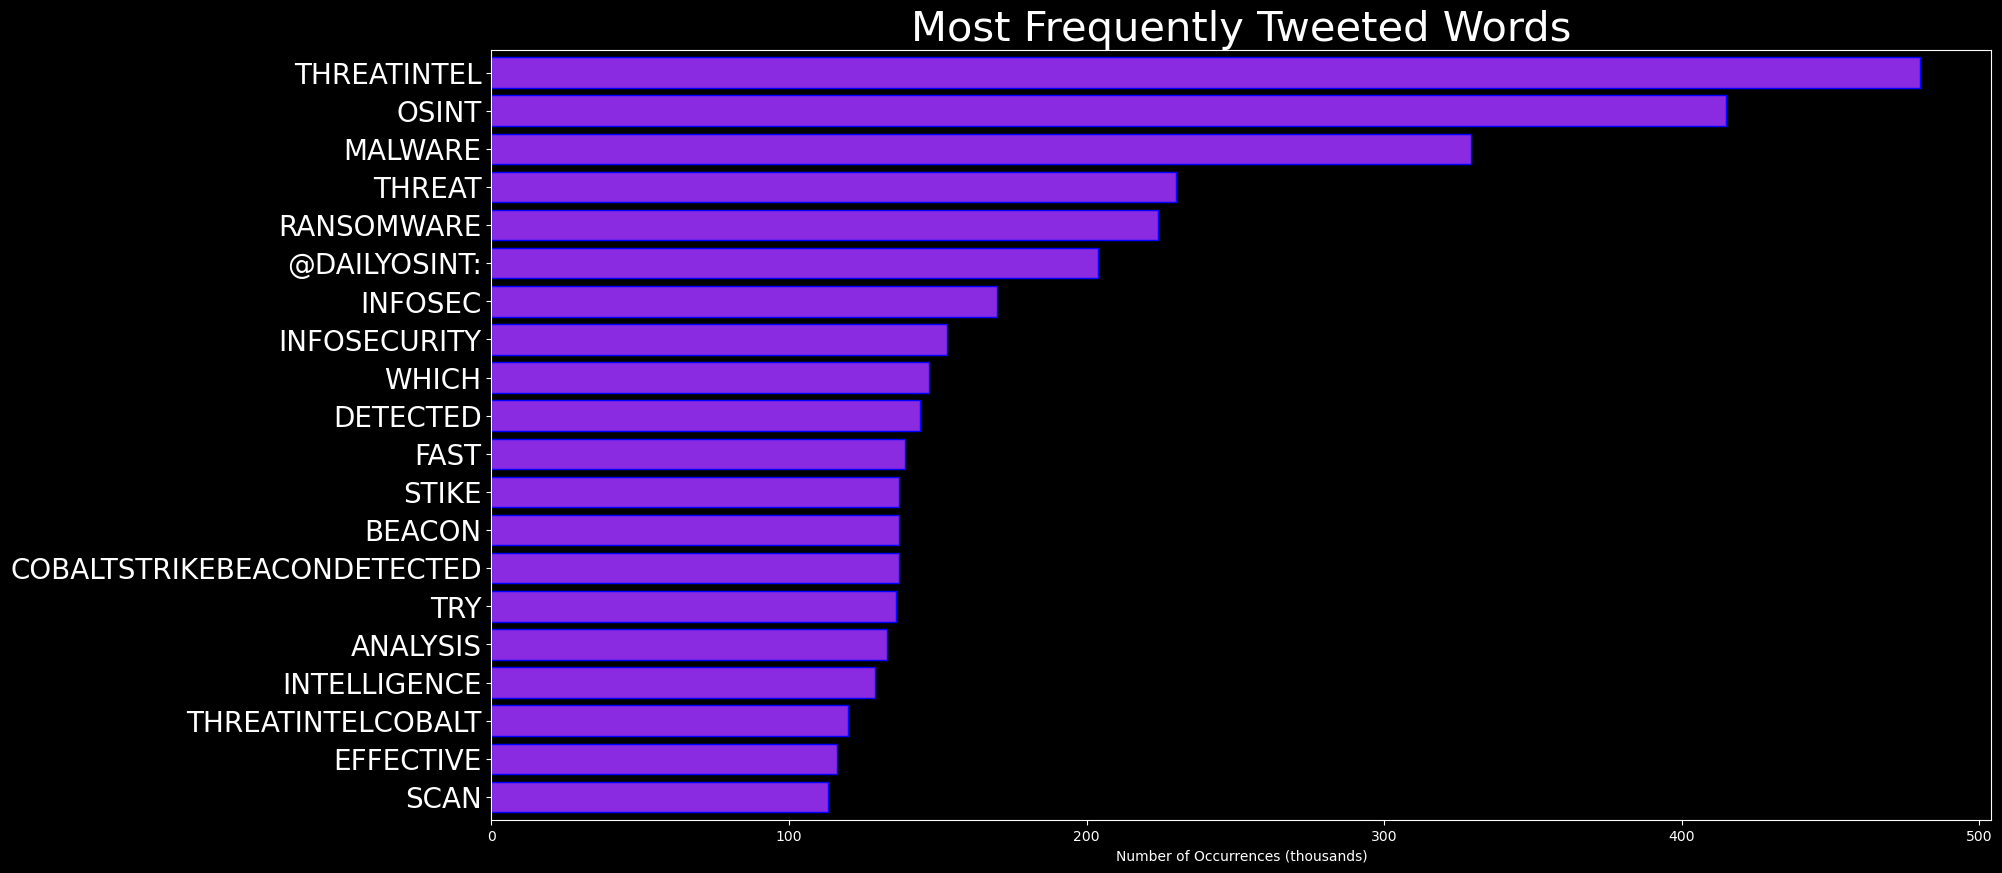 Most Frequently Tweeted Words
THREATINTEL
OSINT
MALWARE
THREAT
RANSOMWARE
@DAILYOSINT:
INFOSEC
INFOSECURITY
WHICH
DETECTED
FAST
STIKE
BEACON
COBALTSTRIKEBEACONDETECTED
TRY
ANALYSIS
INTELLIGENCE
THREATINTELCOBALT
EFFECTIVE
SCAN
0 100 200 300 400 500
Number of Occurrences (thousands)